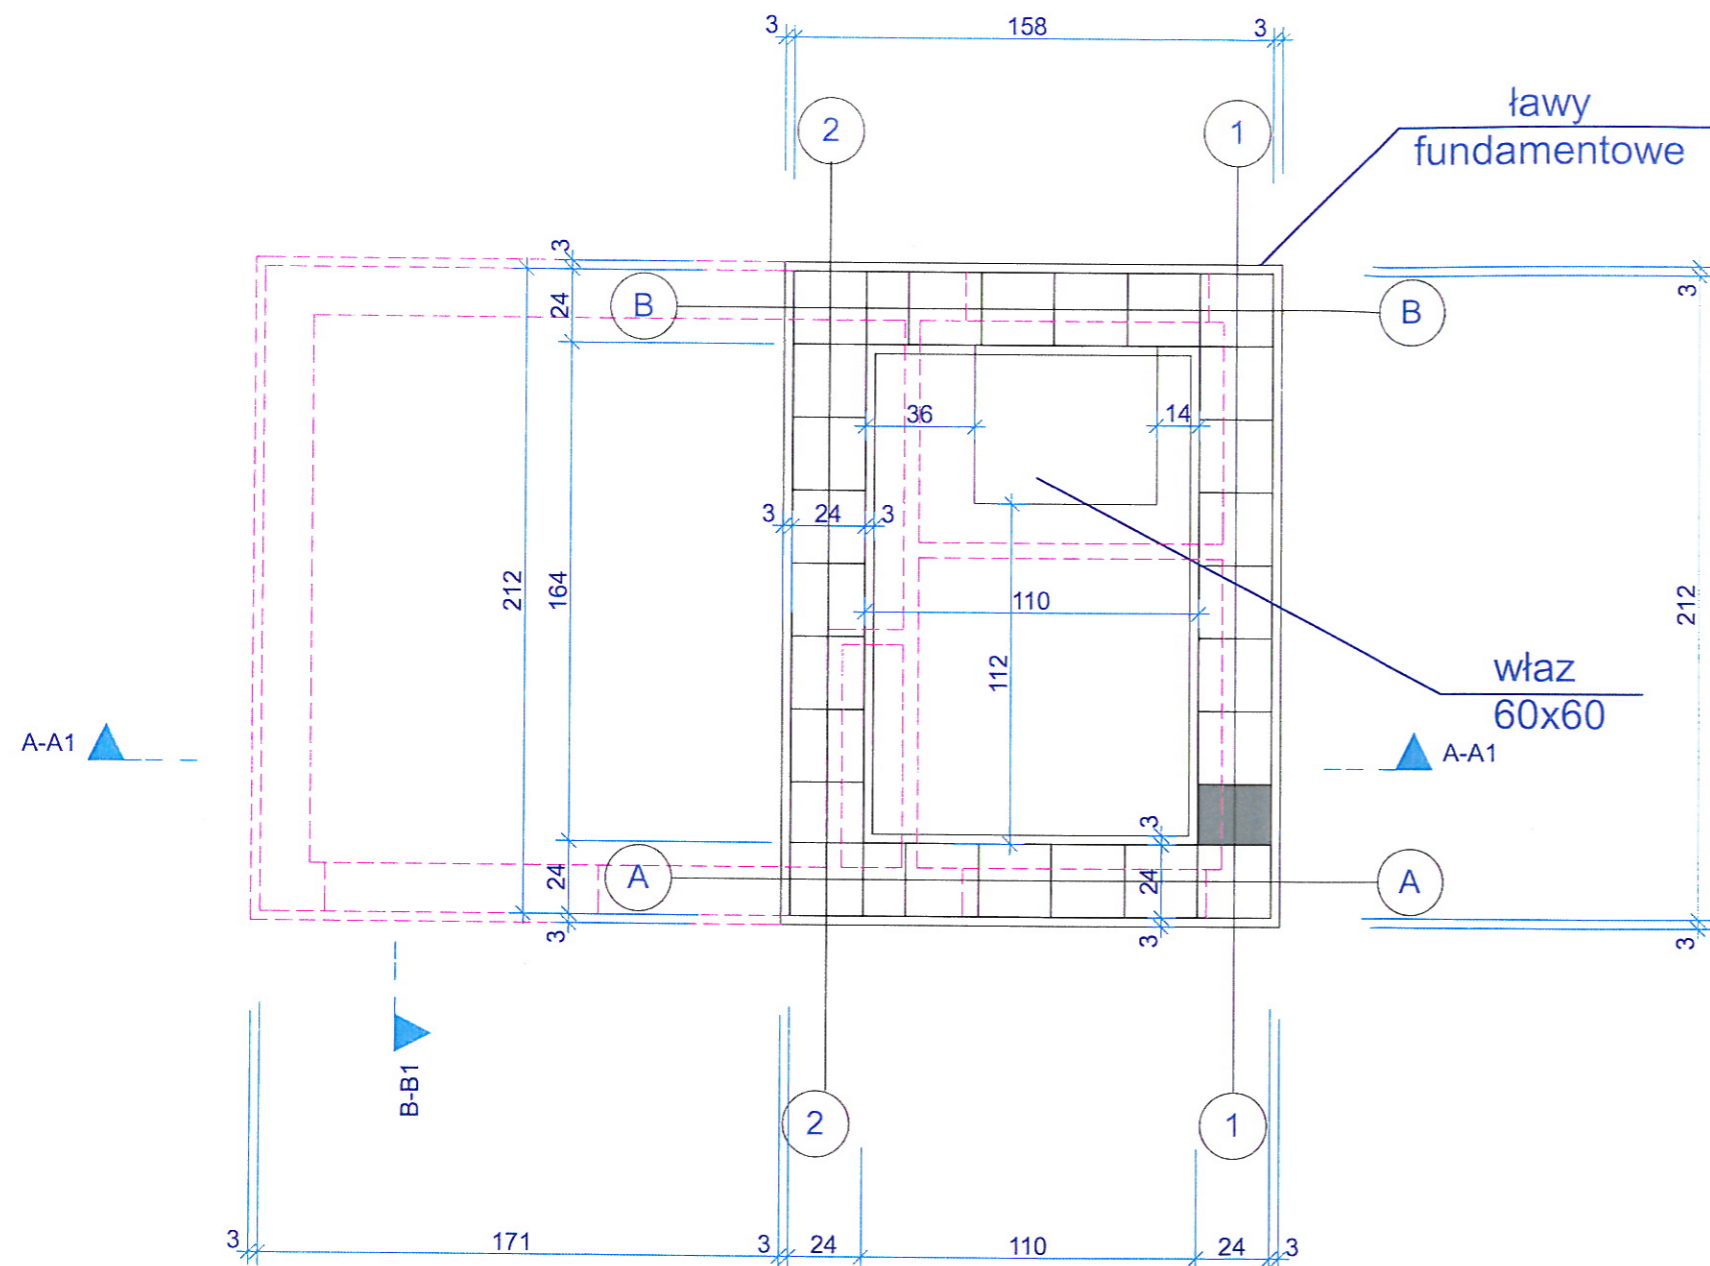 3 158 3
2 1
ławy
fundamentowe
3
24
B B
3
36 14
3 24 3
212 164 110 212
112
właz
60x60
A-A1 A-A1
3
24 A 24 A
3 3 3
B-B1
2 1
3 171 3 24 110 24 3